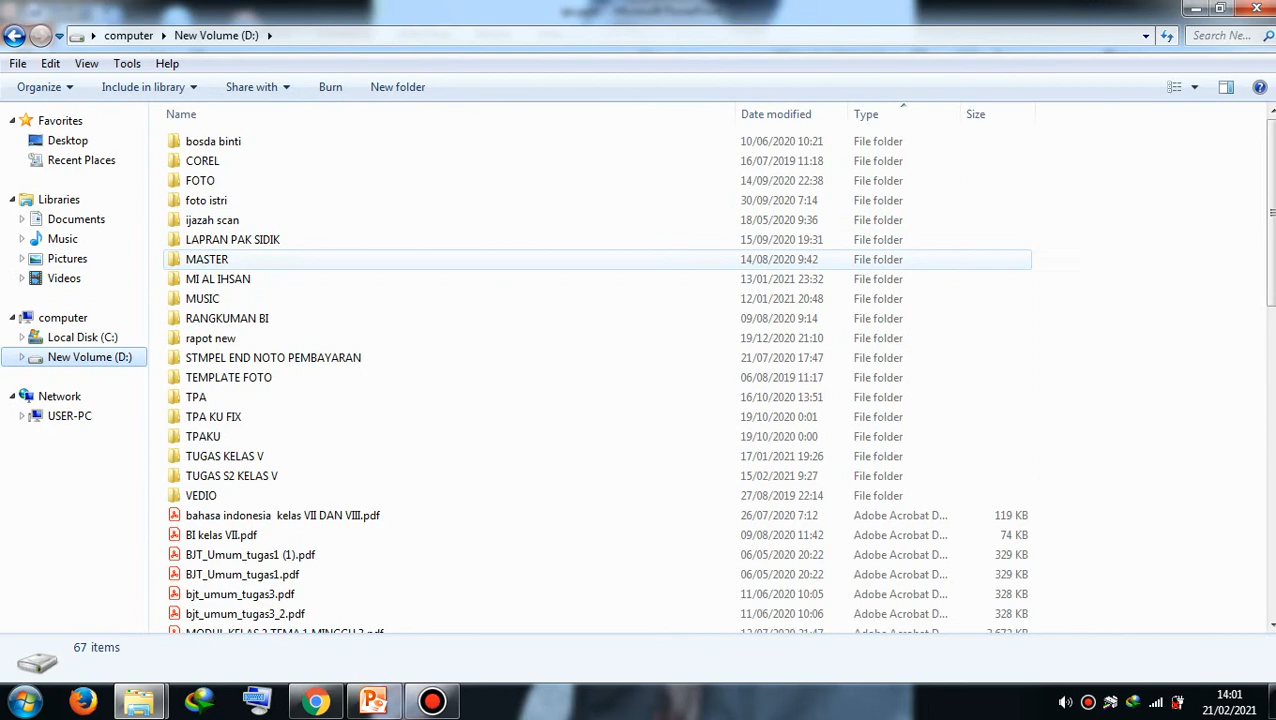 Microsoft PowerPoint
computer
New Volume (D:)
Search Ne...
File Edit View Tools Help
Organize Include in library Share with Burn New folder
Name Date modified Type Size
Favorites
Desktop
Recent Places
Libraries
Documents
Music
Pictures
Videos
computer
Local Disk (C:)
New Volume (D:)
Network
USER-PC
bosda binti 10/06/2020 10:21 File folder
COREL 16/07/2019 11:18 File folder
FOTO 14/09/2020 22:38 File folder
foto istri 30/09/2020 7:14 File folder
ijazah scan 18/05/2020 9:36 File folder
LAPRAN PAK SIDIK 15/09/2020 19:31 File folder
MASTER 14/08/2020 9:42 File folder
MI AL IHSAN 13/01/2021 23:32 File folder
MUSIC 12/01/2021 20:48 File folder
RANGKUMAN BI 09/08/2020 9:14 File folder
rapot new 19/12/2020 21:10 File folder
STMPEL END NOTO PEMBAYARAN 21/07/2020 17:47 File folder
TEMPLATE FOTO 06/08/2019 11:17 File folder
TPA 16/10/2020 13:51 File folder
TPA KU FIX 19/10/2020 0:01 File folder
TPAKU 19/10/2020 0:00 File folder
TUGAS KELAS V 17/01/2021 19:26 File folder
TUGAS S2 KELAS V 15/02/2021 9:27 File folder
VEDIO 27/08/2019 22:14 File folder
bahasa indonesia kelas VII DAN VIII.pdf 26/07/2020 7:12 Adobe Acrobat D... 119 KB
BI kelas VII.pdf 09/08/2020 11:42 Adobe Acrobat D... 74 KB
BJT_Umum_tugas1 (1).pdf 06/05/2020 20:22 Adobe Acrobat D... 329 KB
BJT_Umum_tugas1.pdf 06/05/2020 20:22 Adobe Acrobat D... 329 KB
bjt_umum_tugas3.pdf 11/06/2020 10:05 Adobe Acrobat D... 328 KB
bjt_umum_tugas3_2.pdf 11/06/2020 10:06 Adobe Acrobat D... 328 KB
67 items
14:01
21/02/2021